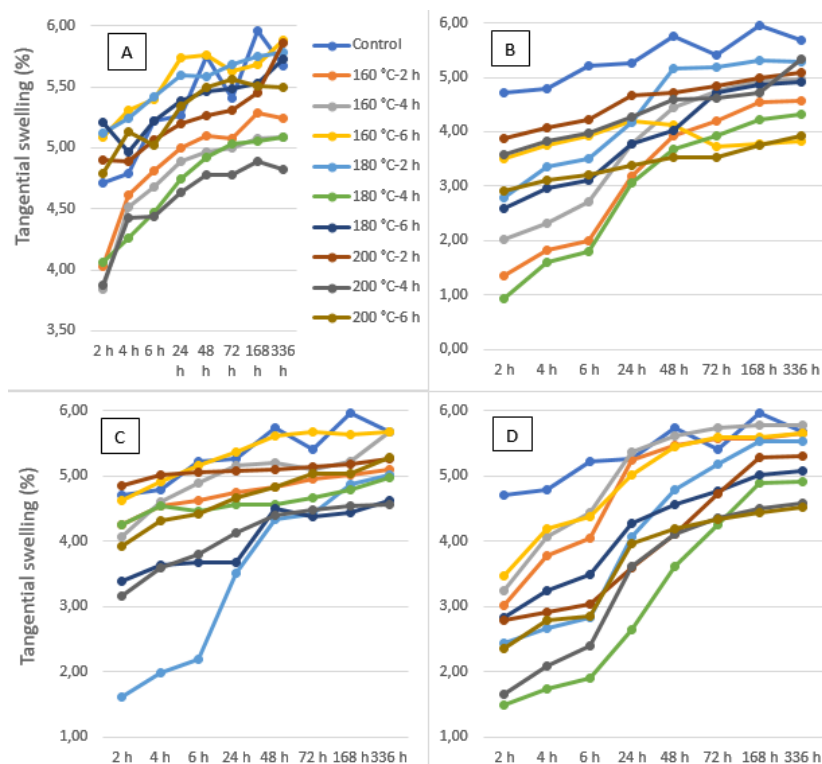 A
Tangential swelling (%)
6,00
5,50
5,00
4,50
4,00
3,50
2 h
4 h
6 h
24 h
48 h
72 h
168 h
336 h
Control
160 °C-2 h
160 °C-4 h
160 °C-6 h
180 °C-2 h
180 °C-4 h
180 °C-6 h
200 °C-2 h
200 °C-4 h
200 °C-6 h
B
6,00
5,00
4,00
3,00
2,00
1,00
0,00
2 h
4 h
6 h
24 h
48 h
72 h
168 h
336 h
C
Tangential swelling (%)
6,00
5,00
4,00
3,00
2,00
1,00
2 h
4 h
6 h
24 h
48 h
72 h
168 h
336 h
D
6,00
5,00
4,00
3,00
2,00
1,00
2 h
4 h
6 h
24 h
48 h
72 h
168 h
336 h